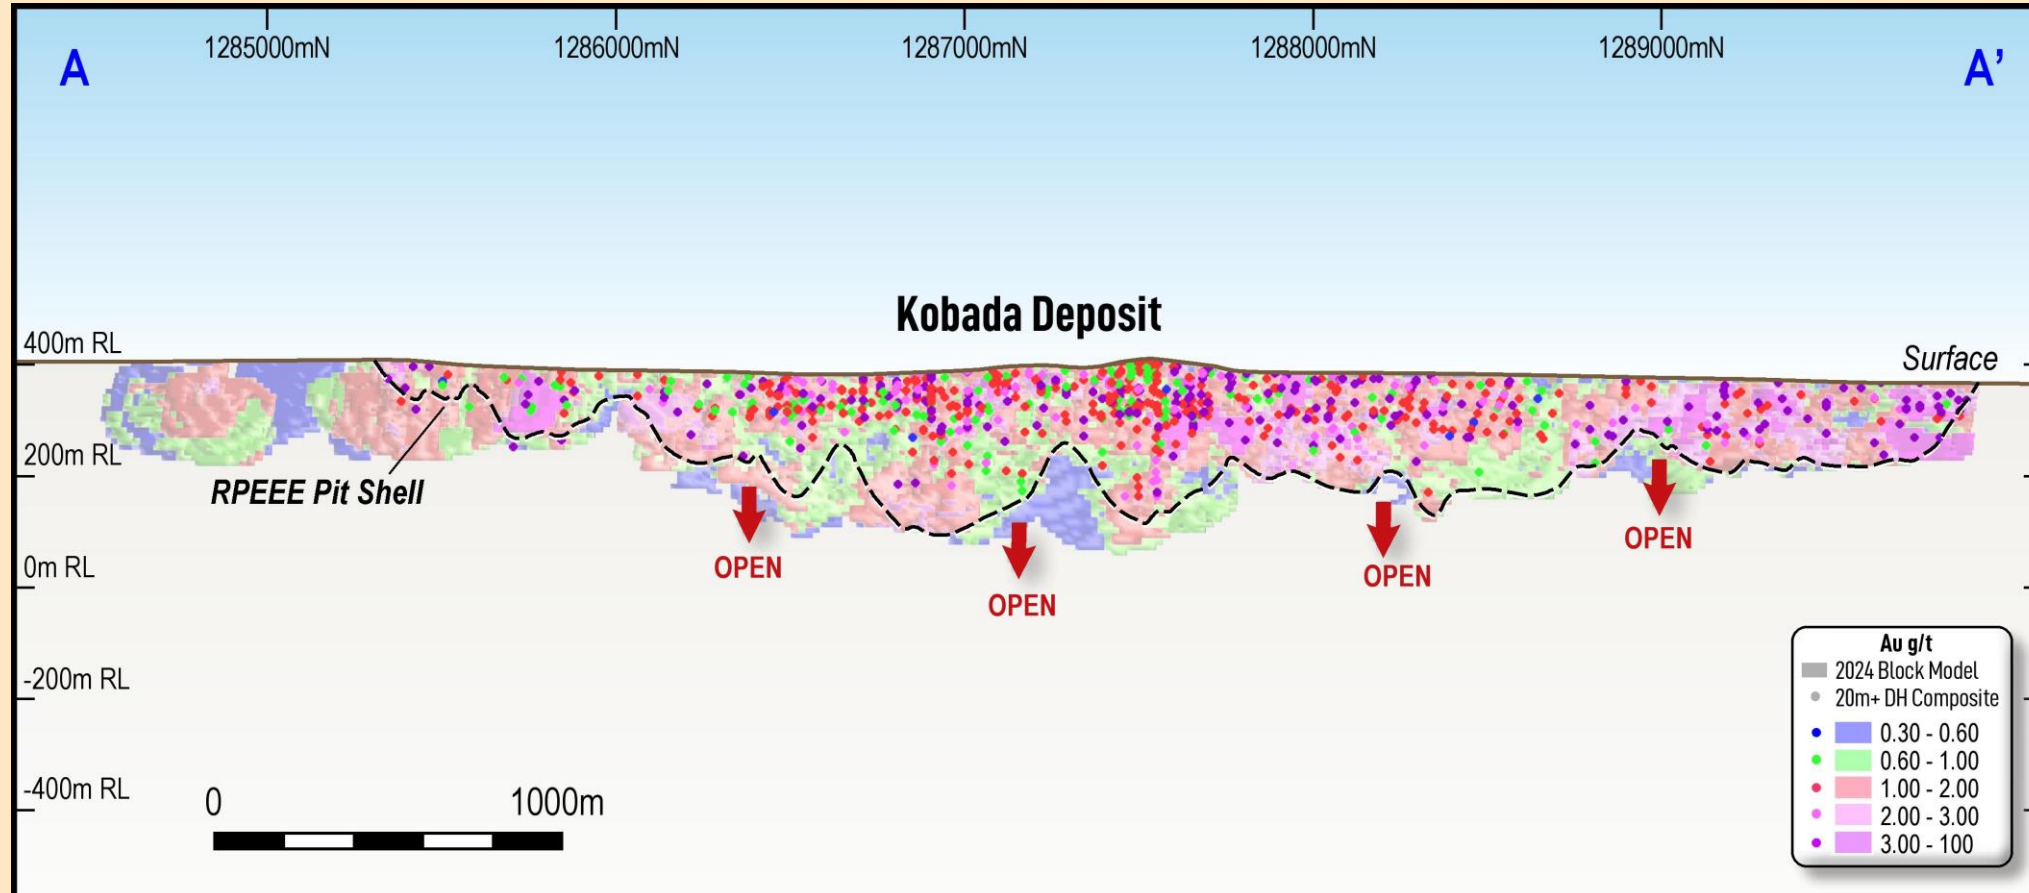 1285000mN
1286000mN
1287000mN
1288000mN
1289000mN
A
A’
Kobada Deposit
400m RL
Surface
200m RL
RPEEE Pit Shell
OPEN
OPEN
OPEN
OPEN
0m RL
-200m RL
-400m RL
0
1000m
Au g/t
2024 Block Model
20m+ DH Composite
0.30 - 0.60
0.60 - 1.00
1.00 - 2.00
2.00 - 3.00
3.00 - 100